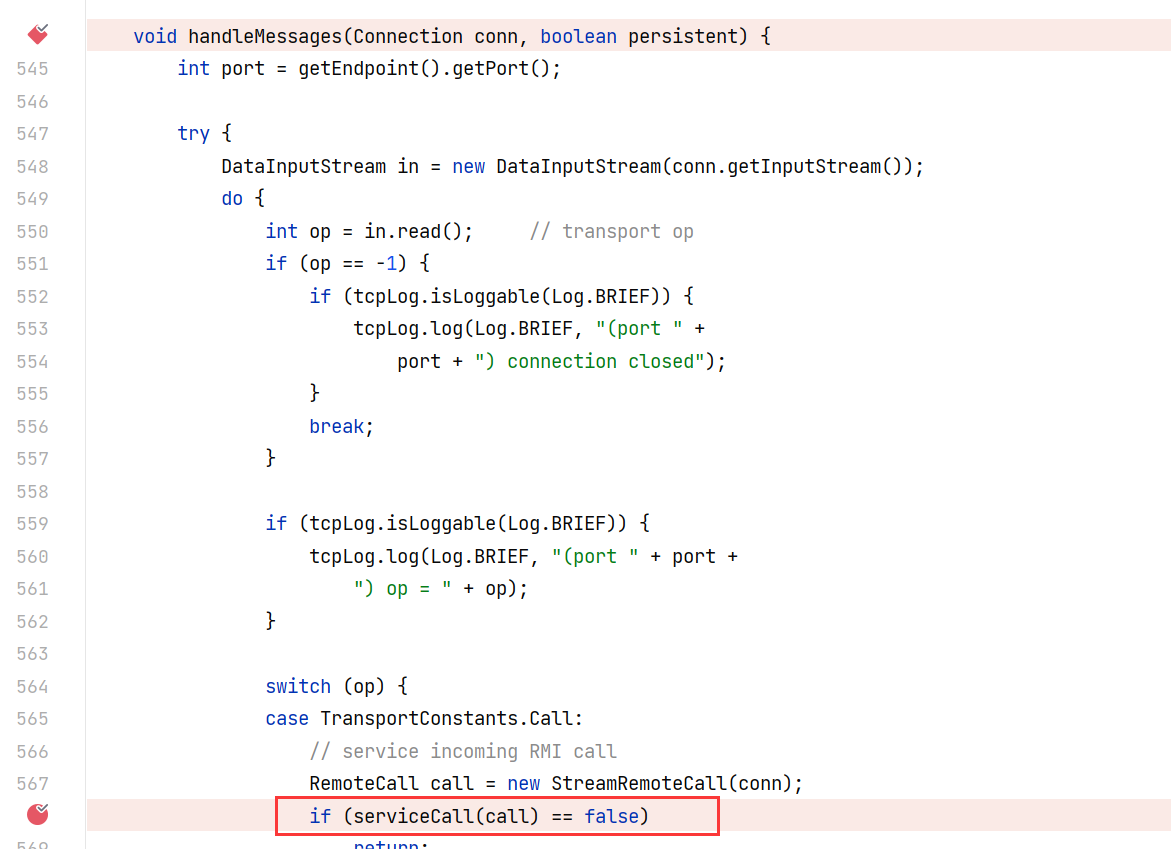 void handleMessages(Connection conn, boolean persistent) {
545 int port = getEndpoint().getPort();
546
547 try {
548 DataInputStream in = new DataInputStream(conn.getInputStream());
549 do {
550 int op = in.read(); // transport op
551 if (op == -1) {
552 if (tcpLog.isLoggable(Log.BRIEF)) {
553 tcpLog.log(Log.BRIEF, "(port " +
554 port + ") connection closed");
555 }
556 break;
557 }
558
559 if (tcpLog.isLoggable(Log.BRIEF)) {
560 tcpLog.log(Log.BRIEF, "(port " + port +
561 ") op = " + op);
562 }
563
564 switch (op) {
565 case TransportConstants.Call:
566 // service incoming RMI call
567 RemoteCall call = new StreamRemoteCall(conn);
if (serviceCall(call) == false)
569 return;